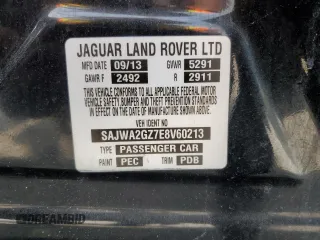 JAGUAR LAND ROVER LTD
MFG DATE 09/13 GVWR 5291
GAWR F 2492 R 2911
THIS VEHICLE CONFORMS TO ALL APPLICABLE FEDERAL MOTOR
VEHICLE SAFETY, BUMPER AND THEFT PREVENTION
STANDARDS IN EFFECT ON THE DATE OF MANUFACTURE
SHOWN ABOVE
VEH IDENT NO
SAJWA2GZ7E8V60213
TYPE PASSENGER CAR
PAINT PEC TRIM PDB
© DREAMBID